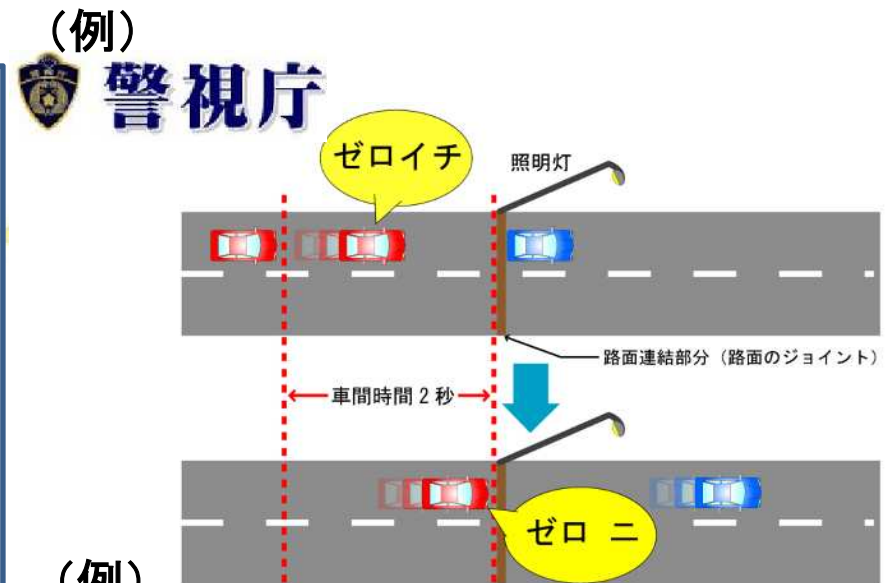 （例）
警視庁
ゼロイチ
照明灯
路面連結部分（路面のジョイント）
車間時間２秒
ゼロ ニ
（例）